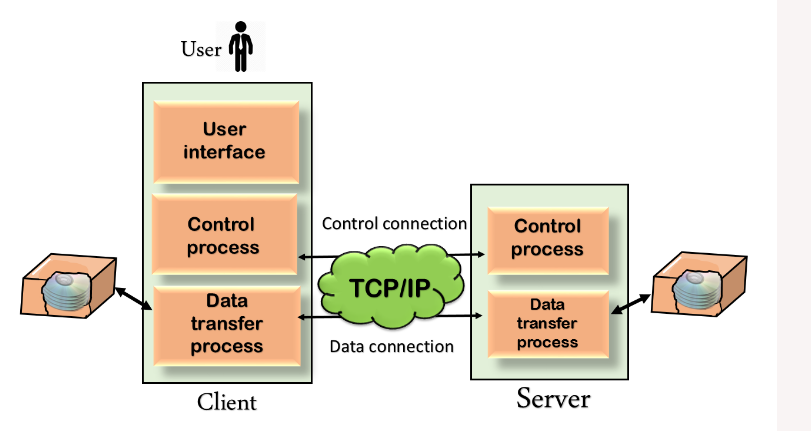 User
User
interface
Control
process
Data
transfer
process
Client
Control connection
TCP/IP
Data connection
Control
process
Data
transfer
process
Server